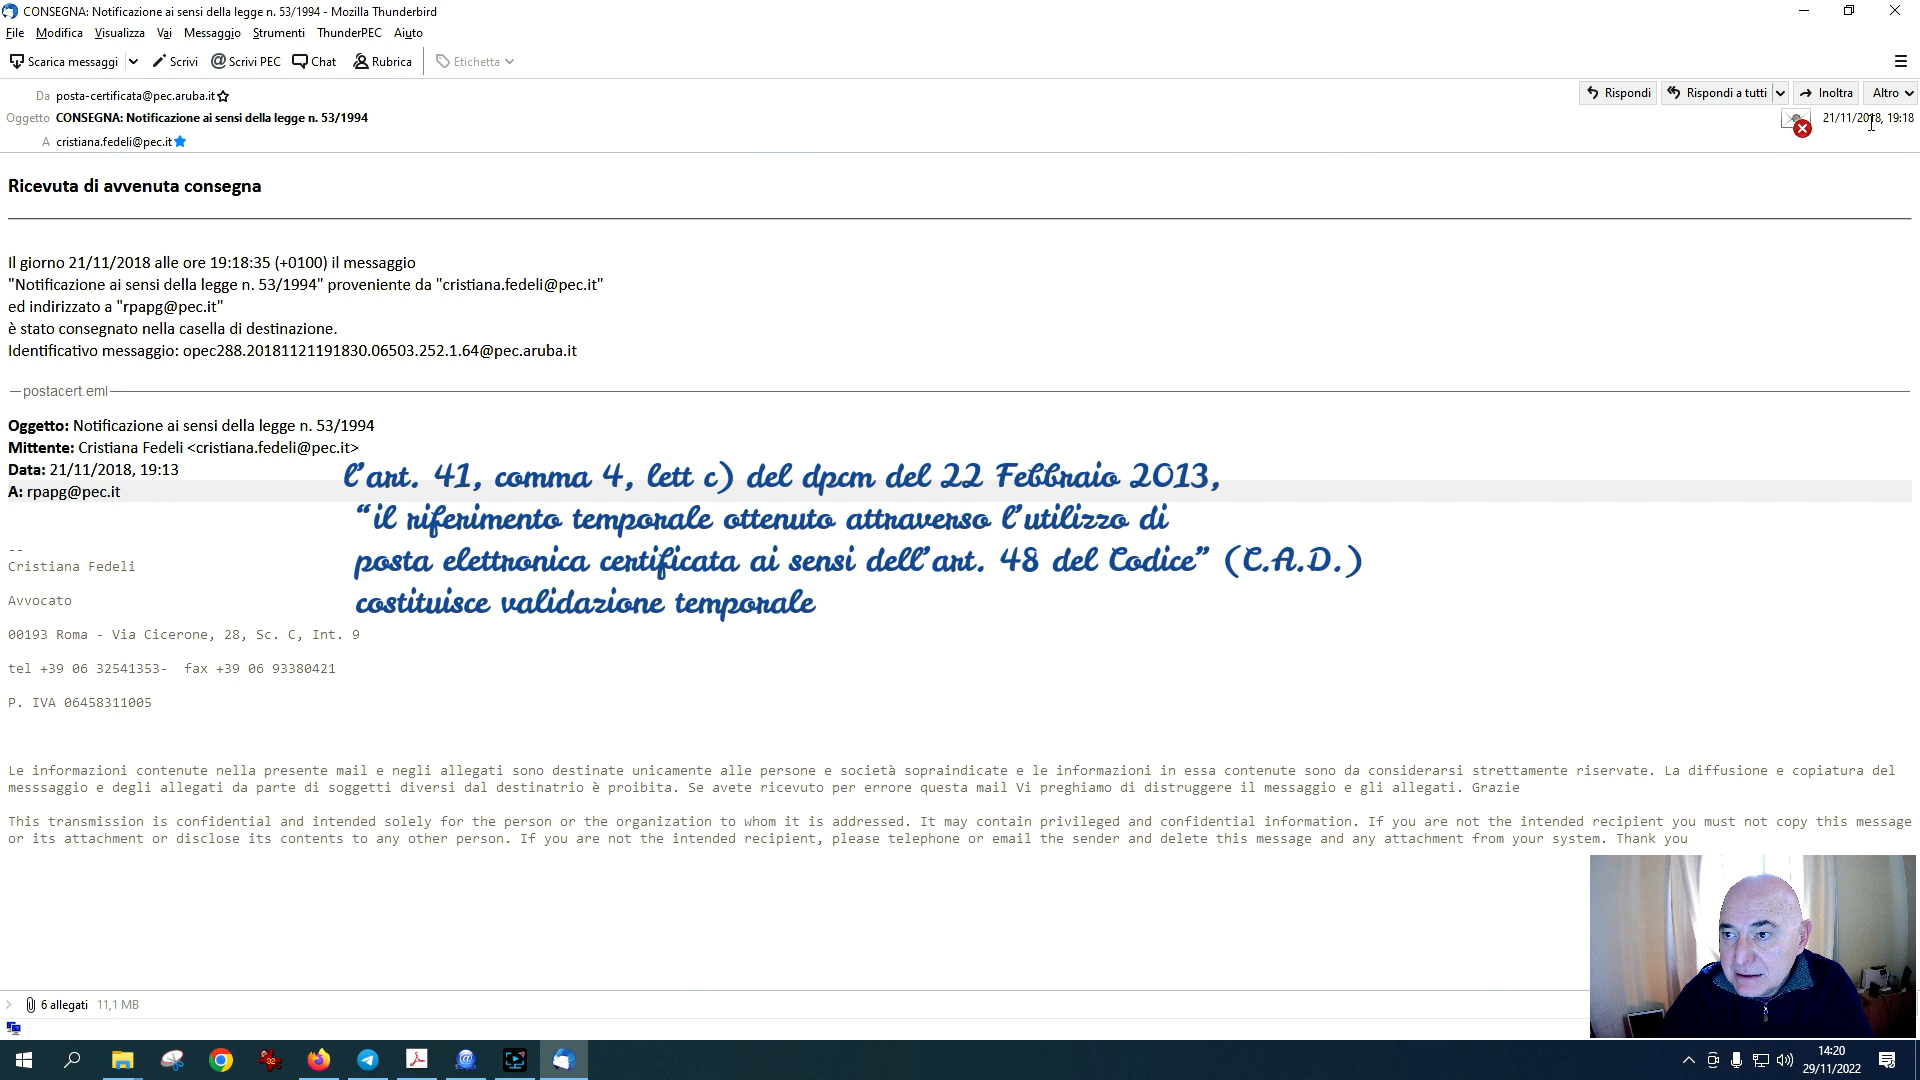 CONSEGNA: Notificazione ai sensi della legge n. 53/1994 - Mozilla Thunderbird
File Modifica Visualizza Vai Messaggio Strumenti ThunderPEC Aiuto
Scarica messaggi Scrivi Scrivi PEC Chat Rubrica Etichetta
Da posta-certificata@pec.aruba.it
Rispondi Rispondi a tutti Inoltra Altro
Oggetto CONSEGNA: Notificazione ai sensi della legge n. 53/1994
21/11/2018, 19:18
A cristiana.fedeli@pec.it
Ricevuta di avvenuta consegna
Il giorno 21/11/2018 alle ore 19:18:35 (+0100) il messaggio
"Notificazione ai sensi della legge n. 53/1994" proveniente da "cristiana.fedeli@pec.it"
ed indirizzato a "rpapg@pec.it"
è stato consegnato nella casella di destinazione.
Identificativo messaggio: opec288.20181121191830.06503.252.1.64@pec.aruba.it
postacert.eml
Oggetto: Notificazione ai sensi della legge n. 53/1994
Mittente: Cristiana Fedeli <cristiana.fedeli@pec.it>
Data: 21/11/2018, 19:13
A: rpapg@pec.it
l'art. 41, comma 4, lett c) del dpcm del 22 Febbraio 2013,
“il riferimento temporale ottenuto attraverso l'utilizzo di
posta elettronica certificata ai sensi dell'art. 48 del Codice” (C.A.D.)
costituisce validazione temporale
--
Cristiana Fedeli
Avvocato
00193 Roma - Via Cicerone, 28, Sc. C, Int. 9
tel +39 06 32541353- fax +39 06 93380421
P. IVA 06458311005
Le informazioni contenute nella presente mail e negli allegati sono destinate unicamente alle persone e società sopraindicate e le informazioni in essa contenute sono da considerarsi strettamente riservate. La diffusione e copiatura del
messsaggio e degli allegati da parte di soggetti diversi dal destinatrio è proibita. Se avete ricevuto per errore questa mail Vi preghiamo di distruggere il messaggio e gli allegati. Grazie
This transmission is confidential and intended solely for the person or the organization to whom it is addressed. It may contain privileged and confidential information. If you are not the intended recipient you must not copy this message
or its attachment or disclose its contents to any other person. If you are not the intended recipient, please telephone or email the sender and delete this message and any attachment from your system. Thank you
6 allegati 11,1 MB
14:20
29/11/2022